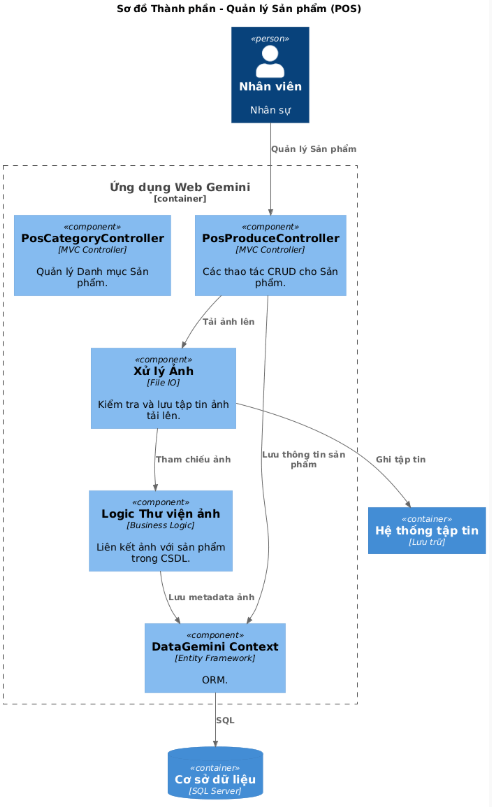 Sơ đồ Thành phần - Quản lý Sản phẩm (POS)
«person»
Nhân viên
Nhân sự
Quản lý Sản phẩm
Ứng dụng Web Gemini
[container]
«component»
PosCategoryController
[MVC Controller]
Quản lý Danh mục Sản
phẩm.
«component»
PosProduceController
[MVC Controller]
Các thao tác CRUD cho Sản
phẩm.
Tải ảnh lên
«component»
Xử lý Ảnh
[File IO]
Kiểm tra và lưu tập tin ảnh
tải lên.
Tham chiếu ảnh
Lưu thông tin sản
phẩm
Ghi tập tin
«component»
Logic Thư viện ảnh
[Business Logic]
Liên kết ảnh với sản phẩm
trong CSDL.
«container»
Hệ thống tập tin
[Lưu trữ]
Lưu metadata ảnh
«component»
DataGemini Context
[Entity Framework]
ORM.
SQL
«container»
Cơ sở dữ liệu
[SQL Server]